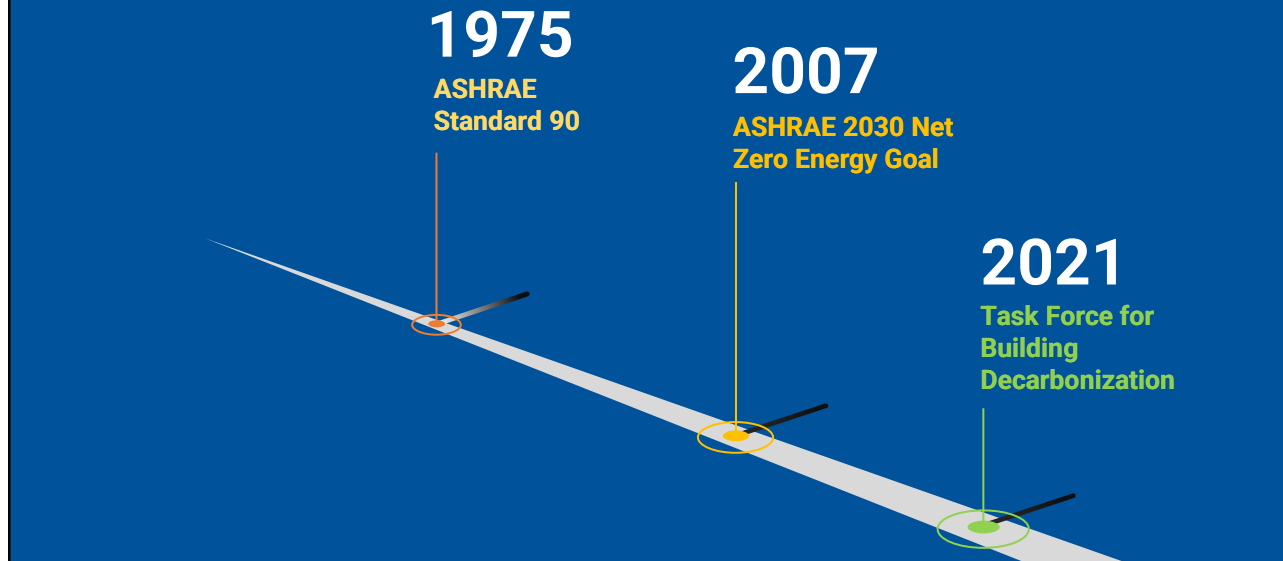 1975
ASHRAE
Standard 90
2007
ASHRAE 2030 Net
Zero Energy Goal
2021
Task Force for
Building
Decarbonization